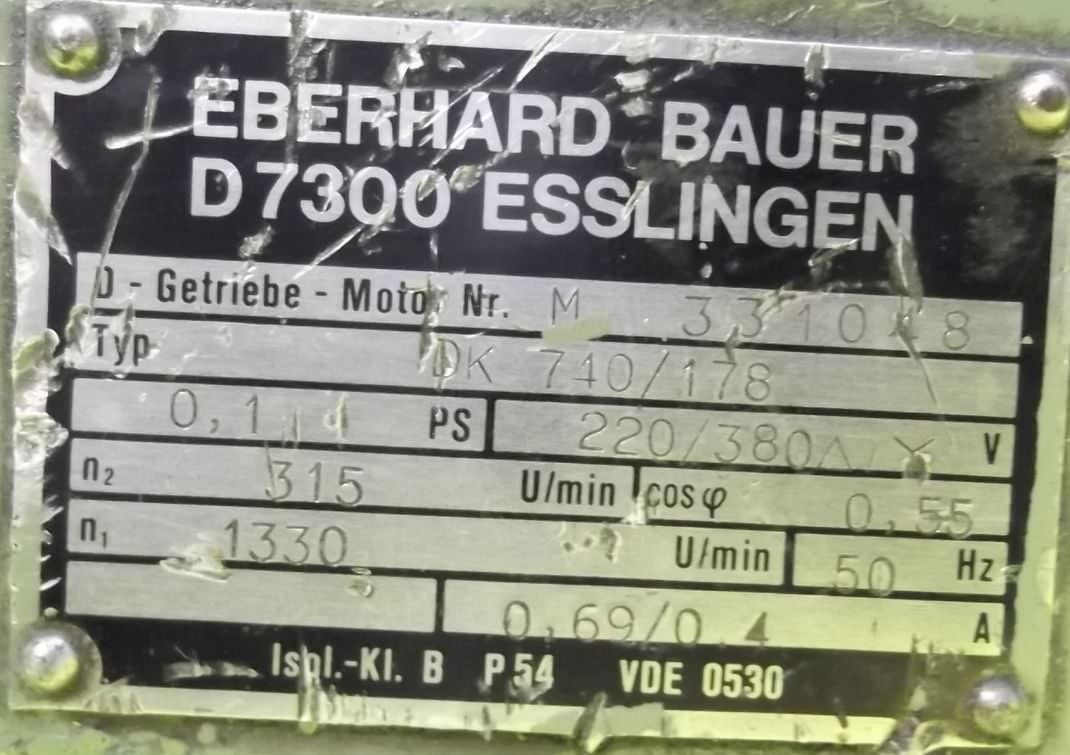 EBERHARD BAUER
D 7300 ESSLINGEN
D - Getriebe - Motor Nr. M 331048
Typ DK 740/178
PS 220/380 △/Y V
n₂ 315 U/min cos φ 0,55
n₁ 1330 U/min 50 Hz
0,69/0,4 A
Isol.-Kl. B P 54 VDE 0530